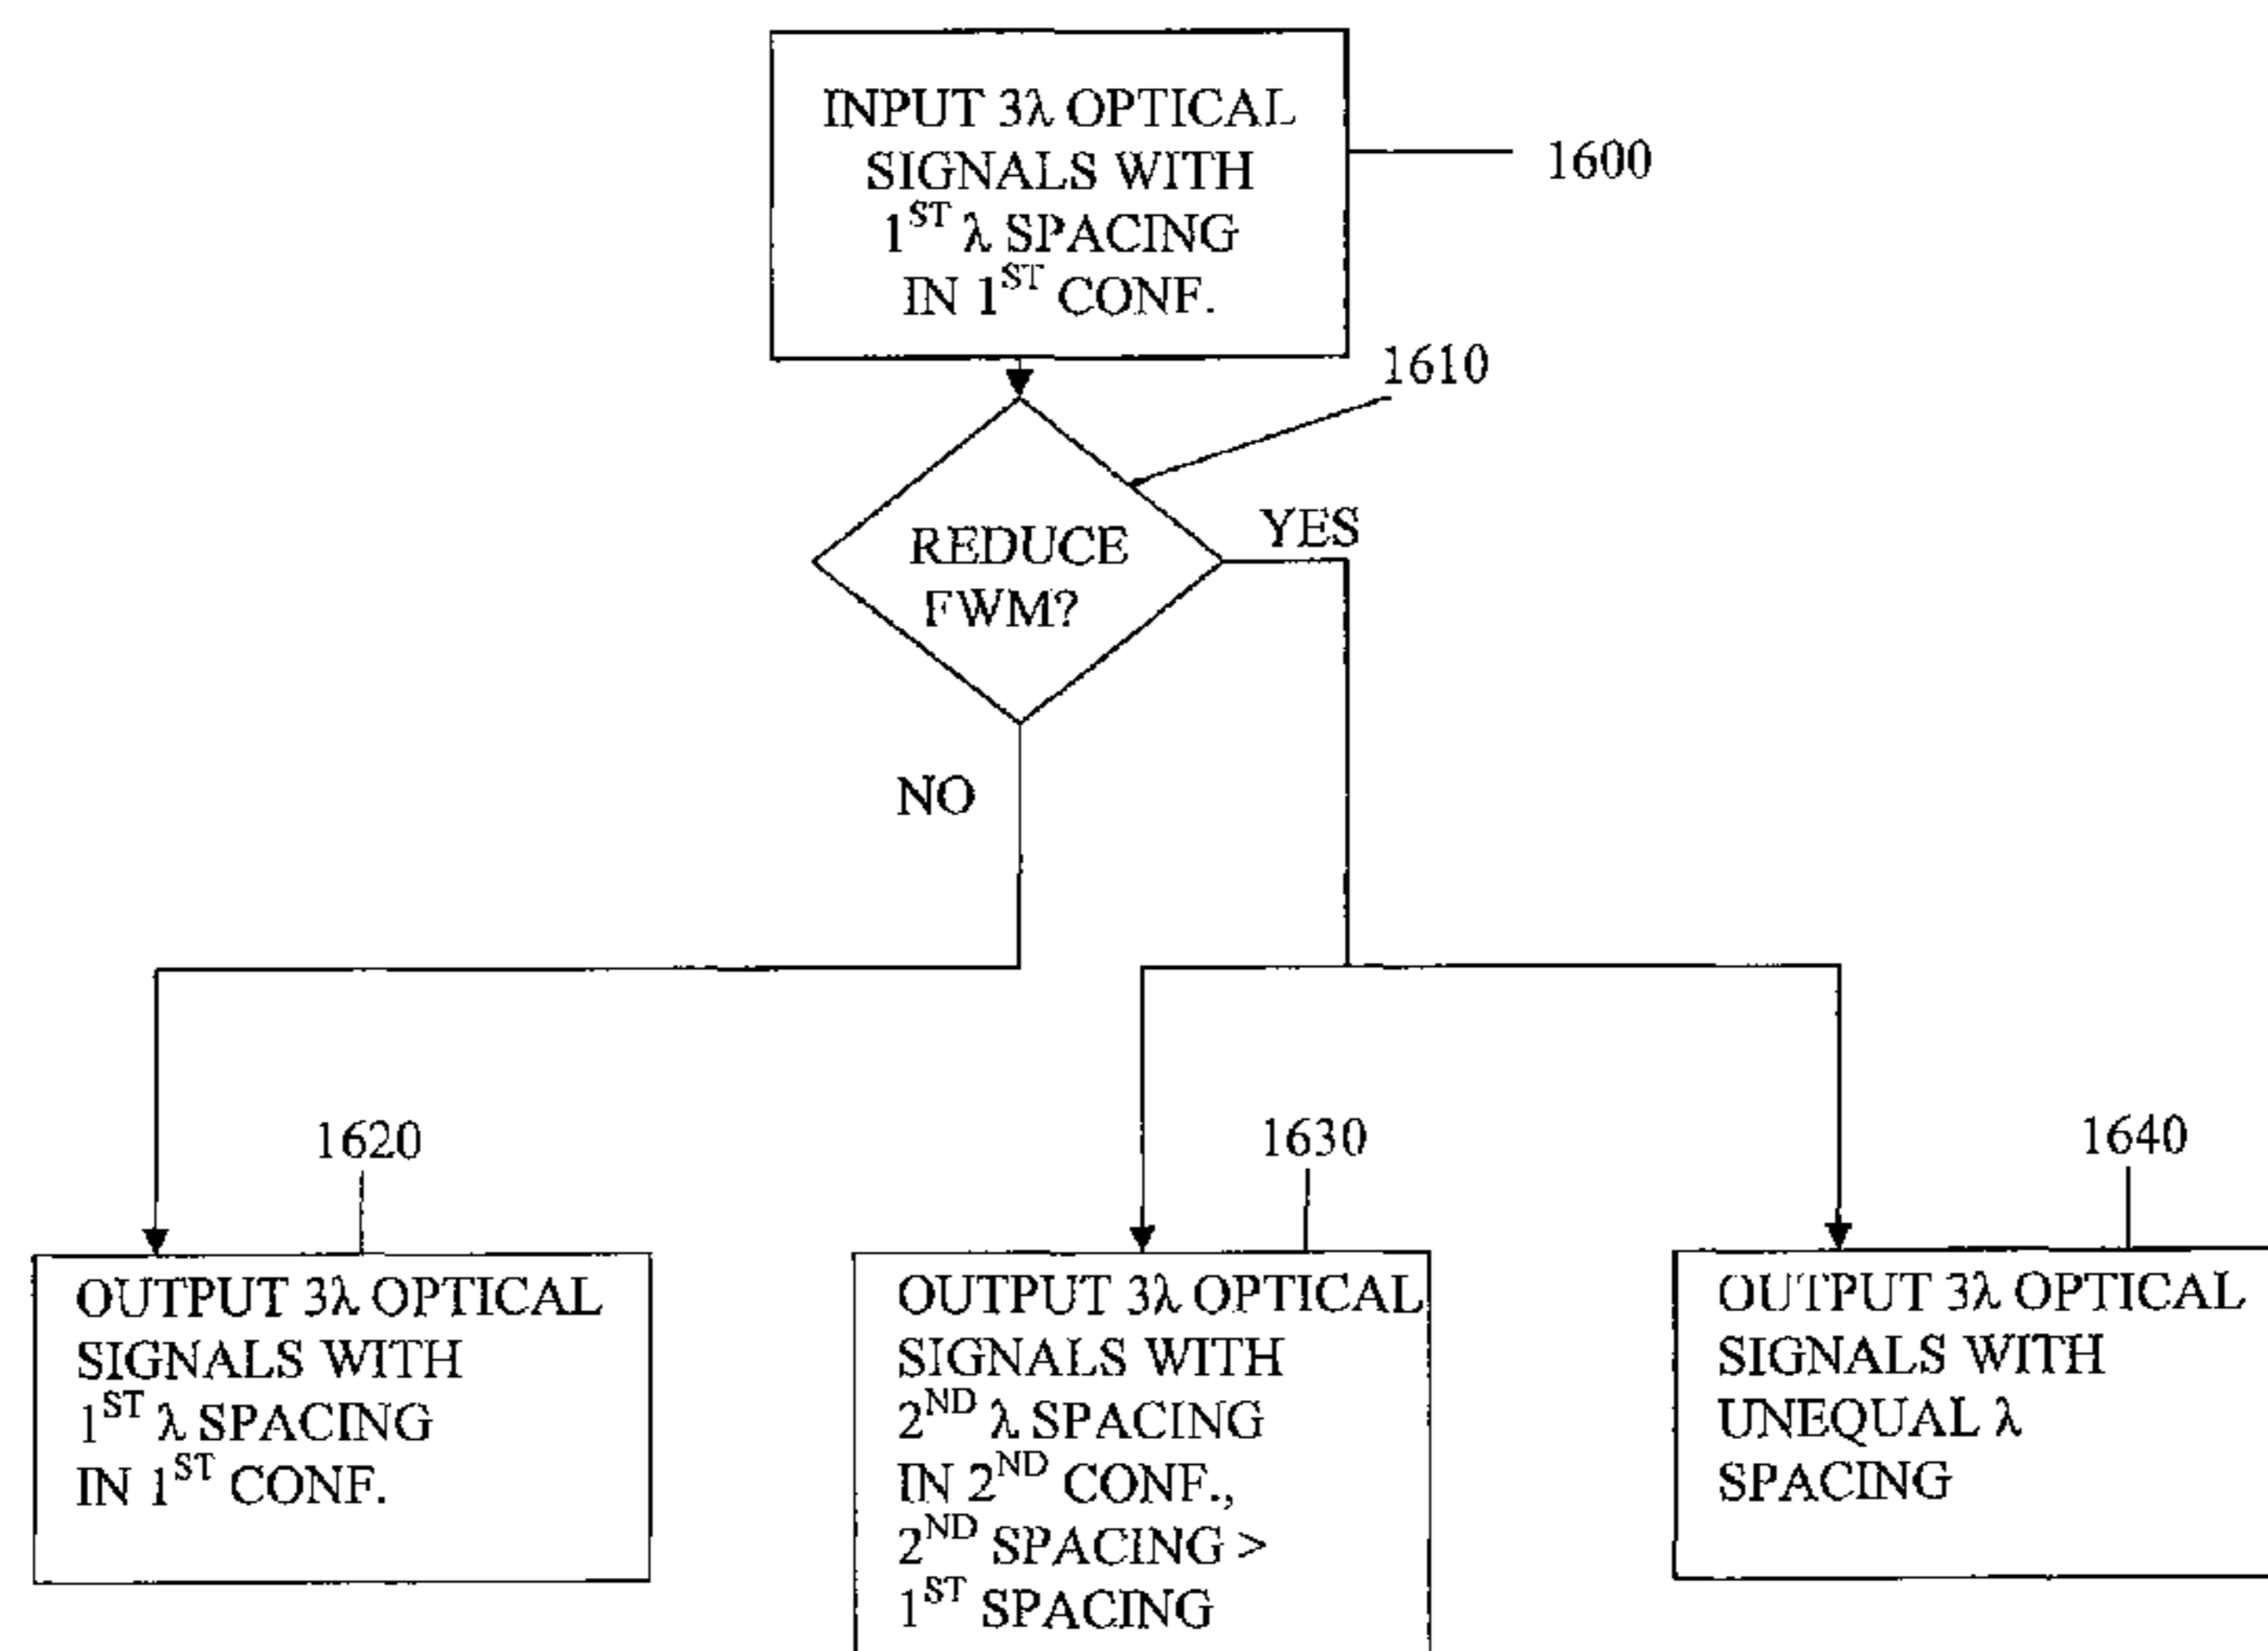 INPUT 3λ OPTICAL
SIGNALS WITH
1ST λ SPACING
IN 1ST CONF.
1600
1610
REDUCE
FWM?
YES
NO
1620
OUTPUT 3λ OPTICAL
SIGNALS WITH
1ST λ SPACING
IN 1ST CONF.
1630
OUTPUT 3λ OPTICAL
SIGNALS WITH
2ND λ SPACING
IN 2ND CONF.,
2ND SPACING >
1ST SPACING
1640
OUTPUT 3λ OPTICAL
SIGNALS WITH
UNEQUAL λ
SPACING